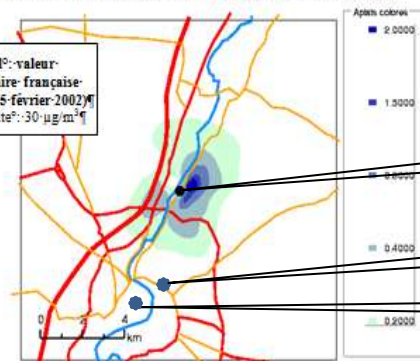 l°:·valeur·
ire·française·
5·février·2002)¶
te°:·30·µg/m³¶
Aplats colorés
2.0000
1.5000
0.4000
0.2000
0
4
km